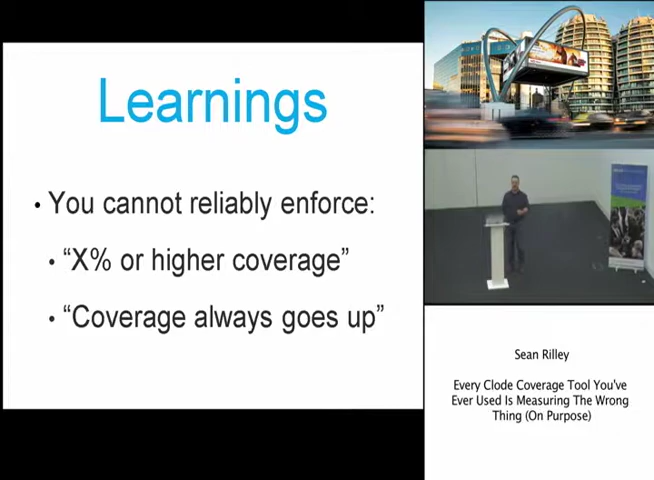 Learnings
• You cannot reliably enforce:
• “X% or higher coverage”
• “Coverage always goes up”
Sean Rilley
Every Clode Coverage Tool You've
Ever Used Is Measuring The Wrong
Thing (On Purpose)